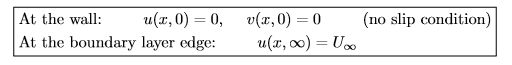 At the wall: u(x, 0) = 0, v(x, 0) = 0 (no slip condition)
At the boundary layer edge: u(x, ∞) = U∞